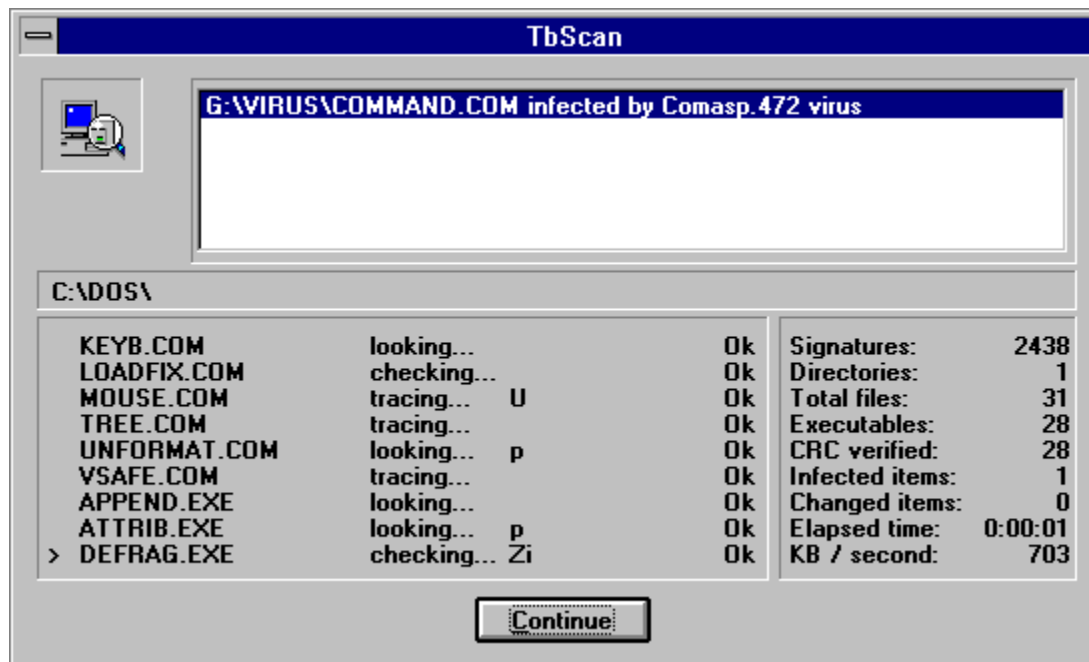 TbScan
G:\VIRUS\COMMAND.COM infected by Comasp.472 virus
C:\DOS\
KEYB.COM looking... Ok
LOADFIX.COM checking... Ok
MOUSE.COM tracing... U Ok
TREE.COM tracing... Ok
UNFORMAT.COM looking... p Ok
VSAFE.COM tracing... Ok
APPEND.EXE looking... Ok
ATTRIB.EXE looking... p Ok
> DEFRAG.EXE checking... Zi Ok
Signatures: 2438
Directories: 1
Total files: 31
Executables: 28
CRC verified: 28
Infected items: 1
Changed items: 0
Elapsed time: 0:00:01
KB / second: 703
Continue